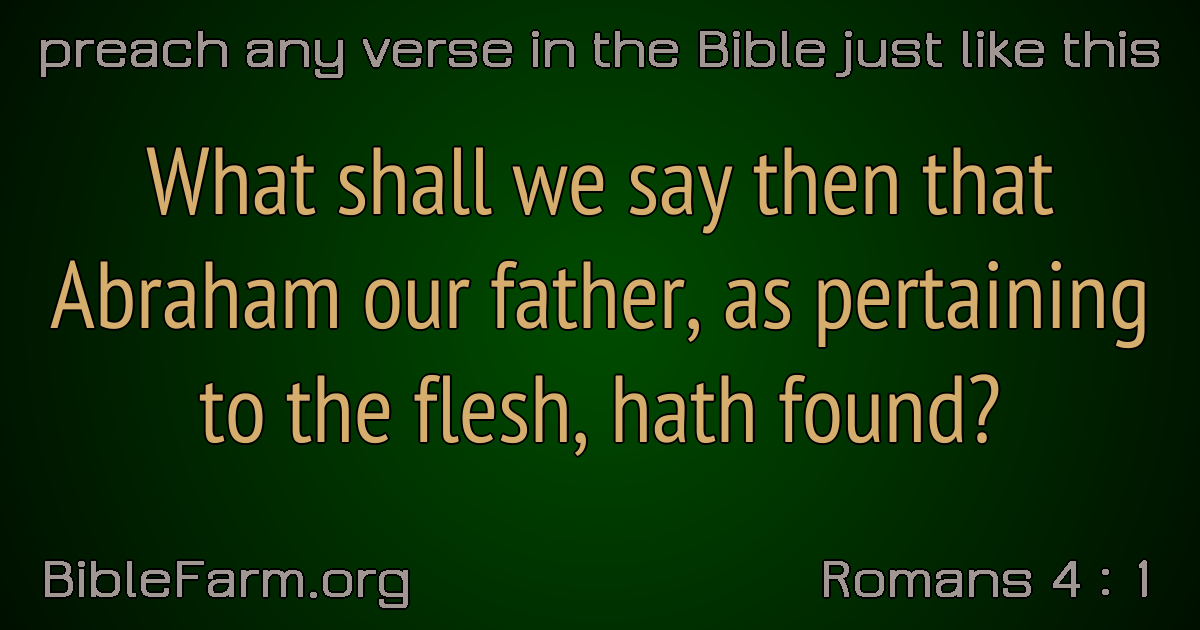 preach any verse in the Bible just like this
What shall we say then that
Abraham our father, as pertaining
to the flesh, hath found?
BibleFarm.org
Romans 4 : 1